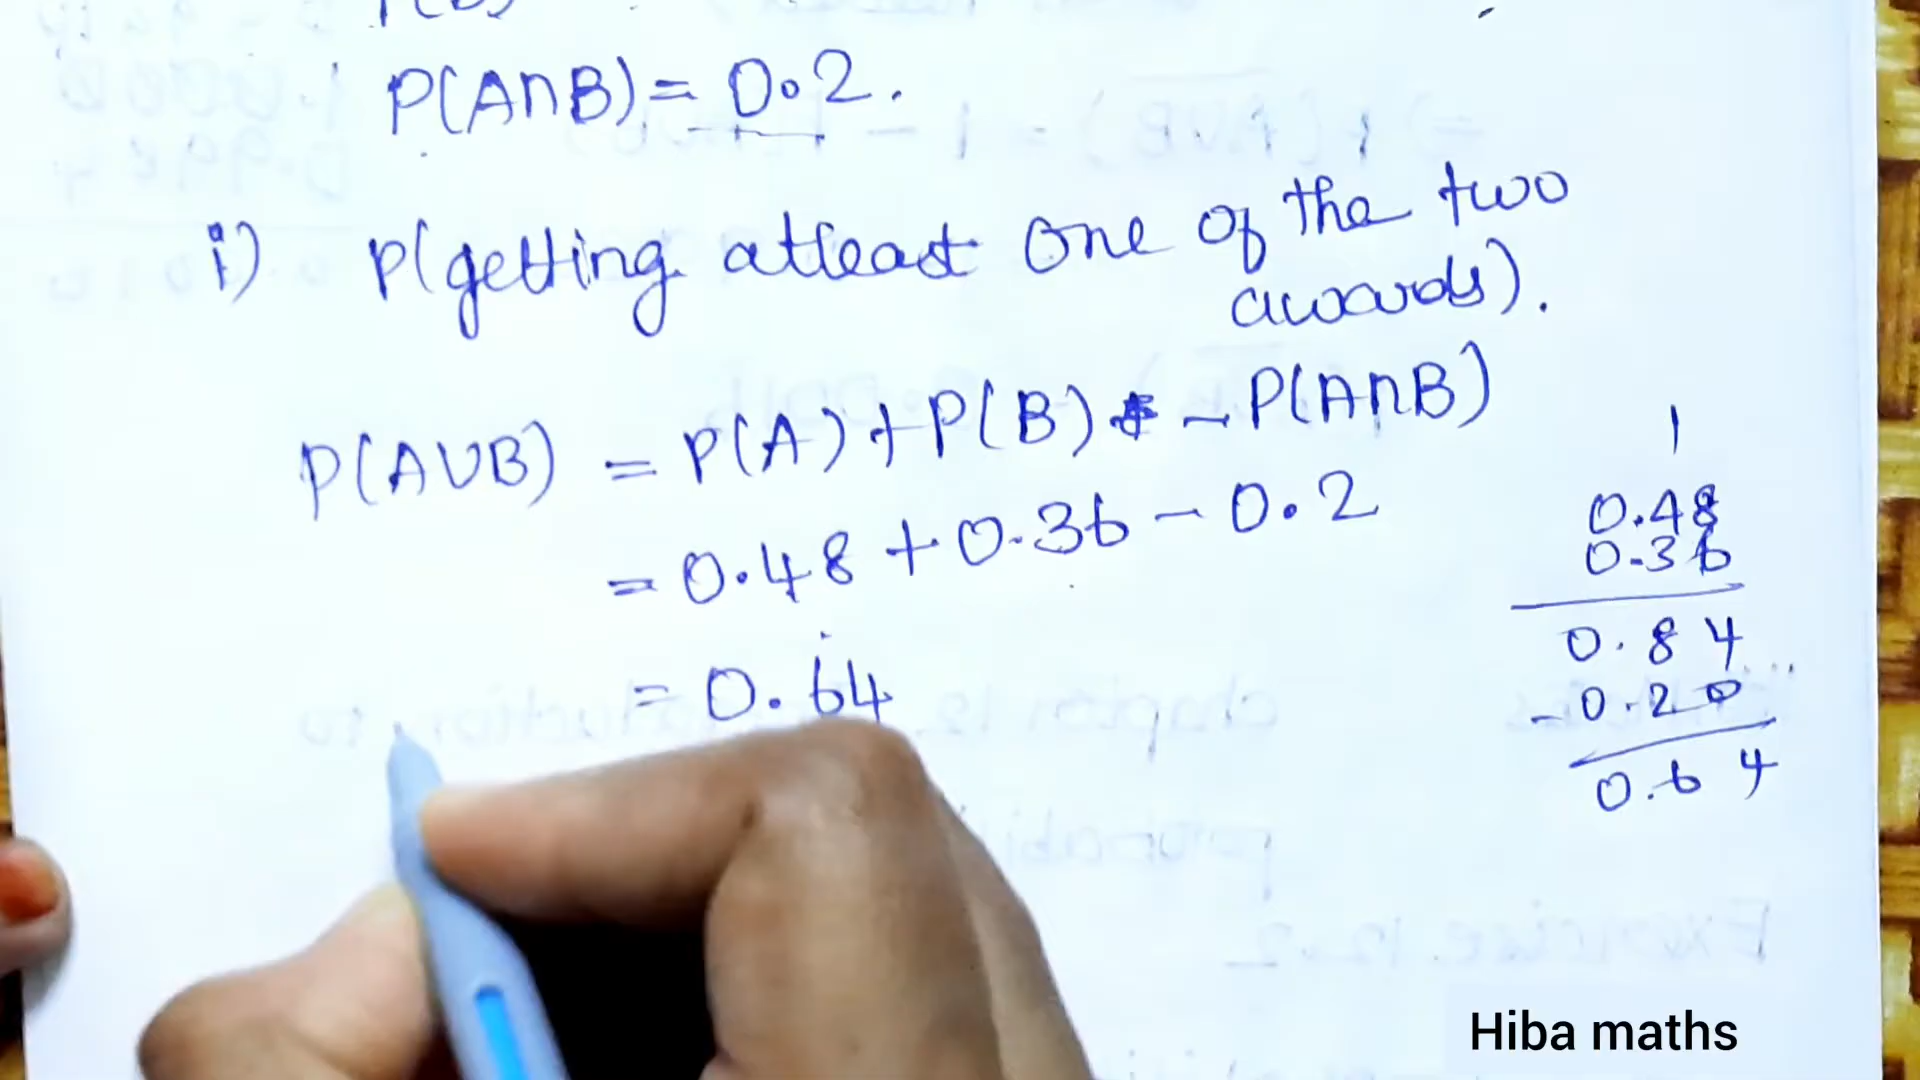 P(A∩B) = 0.2.
i) P(getting atleast one of the two
awards).
P(A∪B) = P(A) + P(B) - P(A∩B)
= 0.48 + 0.36 - 0.2
= 0.64
1
0.48
0.36
0.84
- 0.20
0.64
Hiba maths